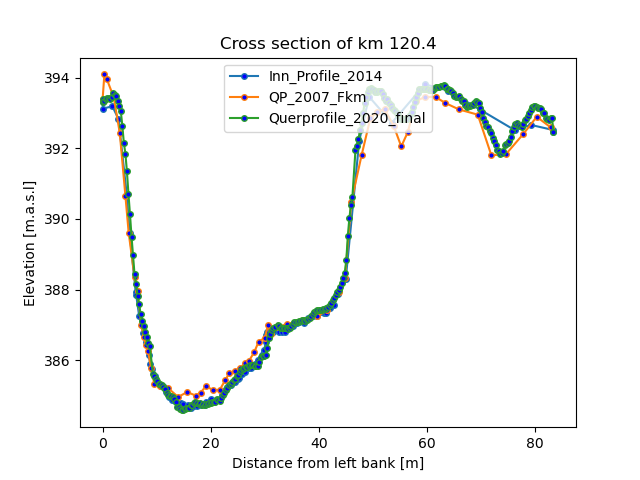 Cross section of km 120.4
Inn_Profile_2014
QP_2007_Fkm
Querprofile_2020_final
Elevation [m.a.s.l]
394
392
390
388
386
0 20 40 60 80
Distance from left bank [m]